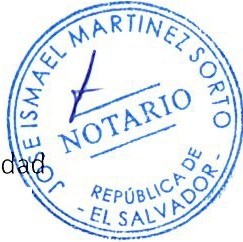 JOSE ISMAEL MARTINEZ SORTO
NOTARIO
dad
REPÚBLICA DE
- EL SALVADOR -